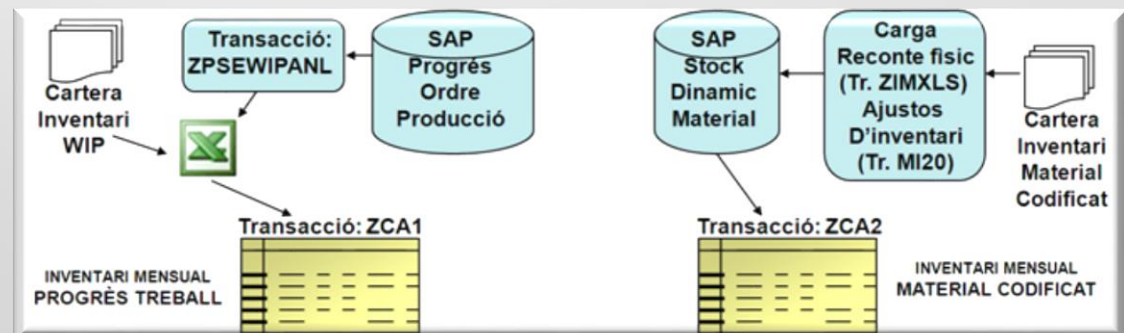 Cartera
Inventari
WIP
Transacció:
ZPSEWIPANL
SAP
Progrés
Ordre
Producció
Transacció: ZCA1
INVENTARI MENSUAL
PROGRÈS TREBALL
SAP
Stock
Dinamic
Material
Carga
Reconte fisic
(Tr. ZIMXLS)
Ajustos
D'inventari
(Tr. MI20)
Cartera
Inventari
Material
Codificat
Transacció: ZCA2
INVENTARI MENSUAL
MATERIAL CODIFICAT